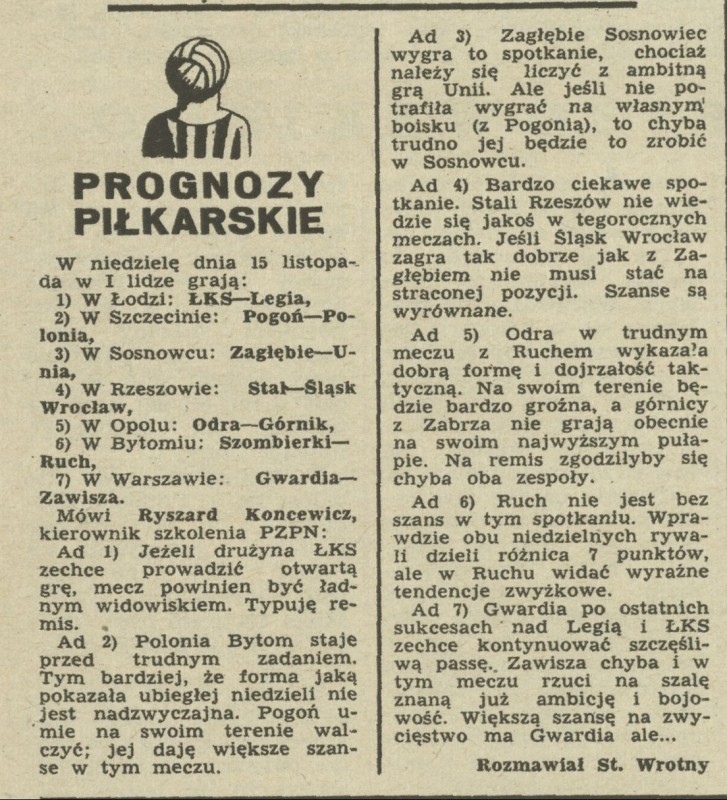 PROGNOZY
PIŁKARSKIE
W niedzielę dnia 15 listopa-
da w I lidze grają:
1) W Łodzi: ŁKS—Legia,
2) W Szczecinie: Pogoń—Po-
lonia,
3) W Sosnowcu: Zagłębie—U-
nia,
4) W Rzeszowie: Stal—Śląsk
Wrocław,
5) W Opolu: Odra—Górnik,
6) W Bytomiu: Szombierki—
Ruch,
7) W Warszawie: Gwardia—
Zawisza.
Mówi Ryszard Koncewicz,
kierownik szkolenia PZPN:
Ad 1) Jeżeli drużyna ŁKS
zechce prowadzić otwartą
grę, mecz powinien być ład-
nym widowiskiem. Typuję re-
mis.
Ad 2) Polonia Bytom staje
przed trudnym zadaniem.
Tym bardziej, że forma jaką
pokazała ubiegłej niedzieli nie
jest nadzwyczajna. Pogoń u-
mie na swoim terenie wal-
czyć; jej daję większe szan-
se w tym meczu.
Ad 3) Zagłębie Sosnowiec
wygra to spotkanie, chociaż
należy się liczyć z ambitną
grą Unii. Ale jeśli nie po-
trafiła wygrać na własnym
boisku (z Pogonią), to chyba
trudno jej będzie to zrobić
w Sosnowcu.
Ad 4) Bardzo ciekawe spo-
tkanie. Stali Rzeszów nie wie-
dzie się jakoś w tegorocznych
meczach. Jeśli Śląsk Wrocław
zagra tak dobrze jak z Za-
głębiem nie musi stać na
straconej pozycji. Szanse są
wyrównane.
Ad 5) Odra w trudnym
meczu z Ruchem wykazała
dobrą formę i dojrzałość tak-
tyczną. Na swoim terenie bę-
dzie bardzo groźna, a górnicy
z Zabrza nie grają obecnie
na swoim najwyższym puła-
pie. Na remis zgodziłyby się
chyba oba zespoły.
Ad 6) Ruch nie jest bez
szans w tym spotkaniu. Wpra-
wdzie obu niedzielnych rywa-
li dzieli różnica 7 punktów,
ale w Ruchu widać wyraźne
tendencje zwyżkowe.
Ad 7) Gwardia po ostatnich
sukcesach nad Legią i ŁKS
zechce kontynuować szczęśli-
wą passę. Zawisza chyba i w
tym meczu rzuci na szalę
znaną już ambicję i bojo-
wość. Większą szansę na zwy-
cięstwo ma Gwardia ale...
Rozmawiał St. Wrotny